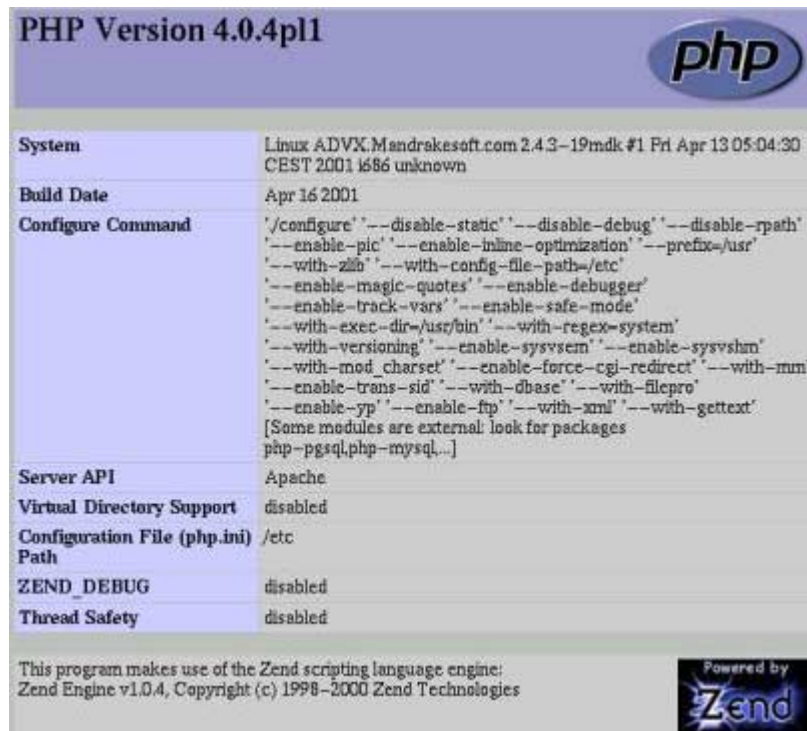 PHP Version 4.0.4pl1
php
System
Linux ADVX.Mandrakesoft.com 2.4.3-19mdk #1 Fri Apr 13 05:04:30
CEST 2001 i686 unknown
Build Date
Apr 16 2001
Configure Command
'./configure' '--disable-static' '--disable-debug' '--disable-rpath'
'--enable-pic' '--enable-inline-optimization' '--prefix=/usr'
'--with-zlib' '--with-config-file-path=/etc'
'--enable-magic-quotes' '--enable-debugger'
'--enable-track-vars' '--enable-safe-mode'
'--with-exec-dir=/usr/bin' '--with-regex=system'
'--with-versioning' '--enable-sysvsem' '--enable-sysvshm'
'--with-mod_charset' '--enable-force-cgi-redirect' '--with-mm'
'--enable-trans-sid' '--with-dbase' '--with-filepro'
'--enable-yp' '--enable-ftp' '--with-xml' '--with-gettext'
[Some modules are external: look for packages
php-pgsql,php-mysql,...]
Server API
Apache
Virtual Directory Support
disabled
Configuration File (php.ini)
Path
/etc
ZEND_DEBUG
disabled
Thread Safety
disabled
This program makes use of the Zend scripting language engine:
Zend Engine v1.0.4, Copyright (c) 1998-2000 Zend Technologies
Powered by
Zend